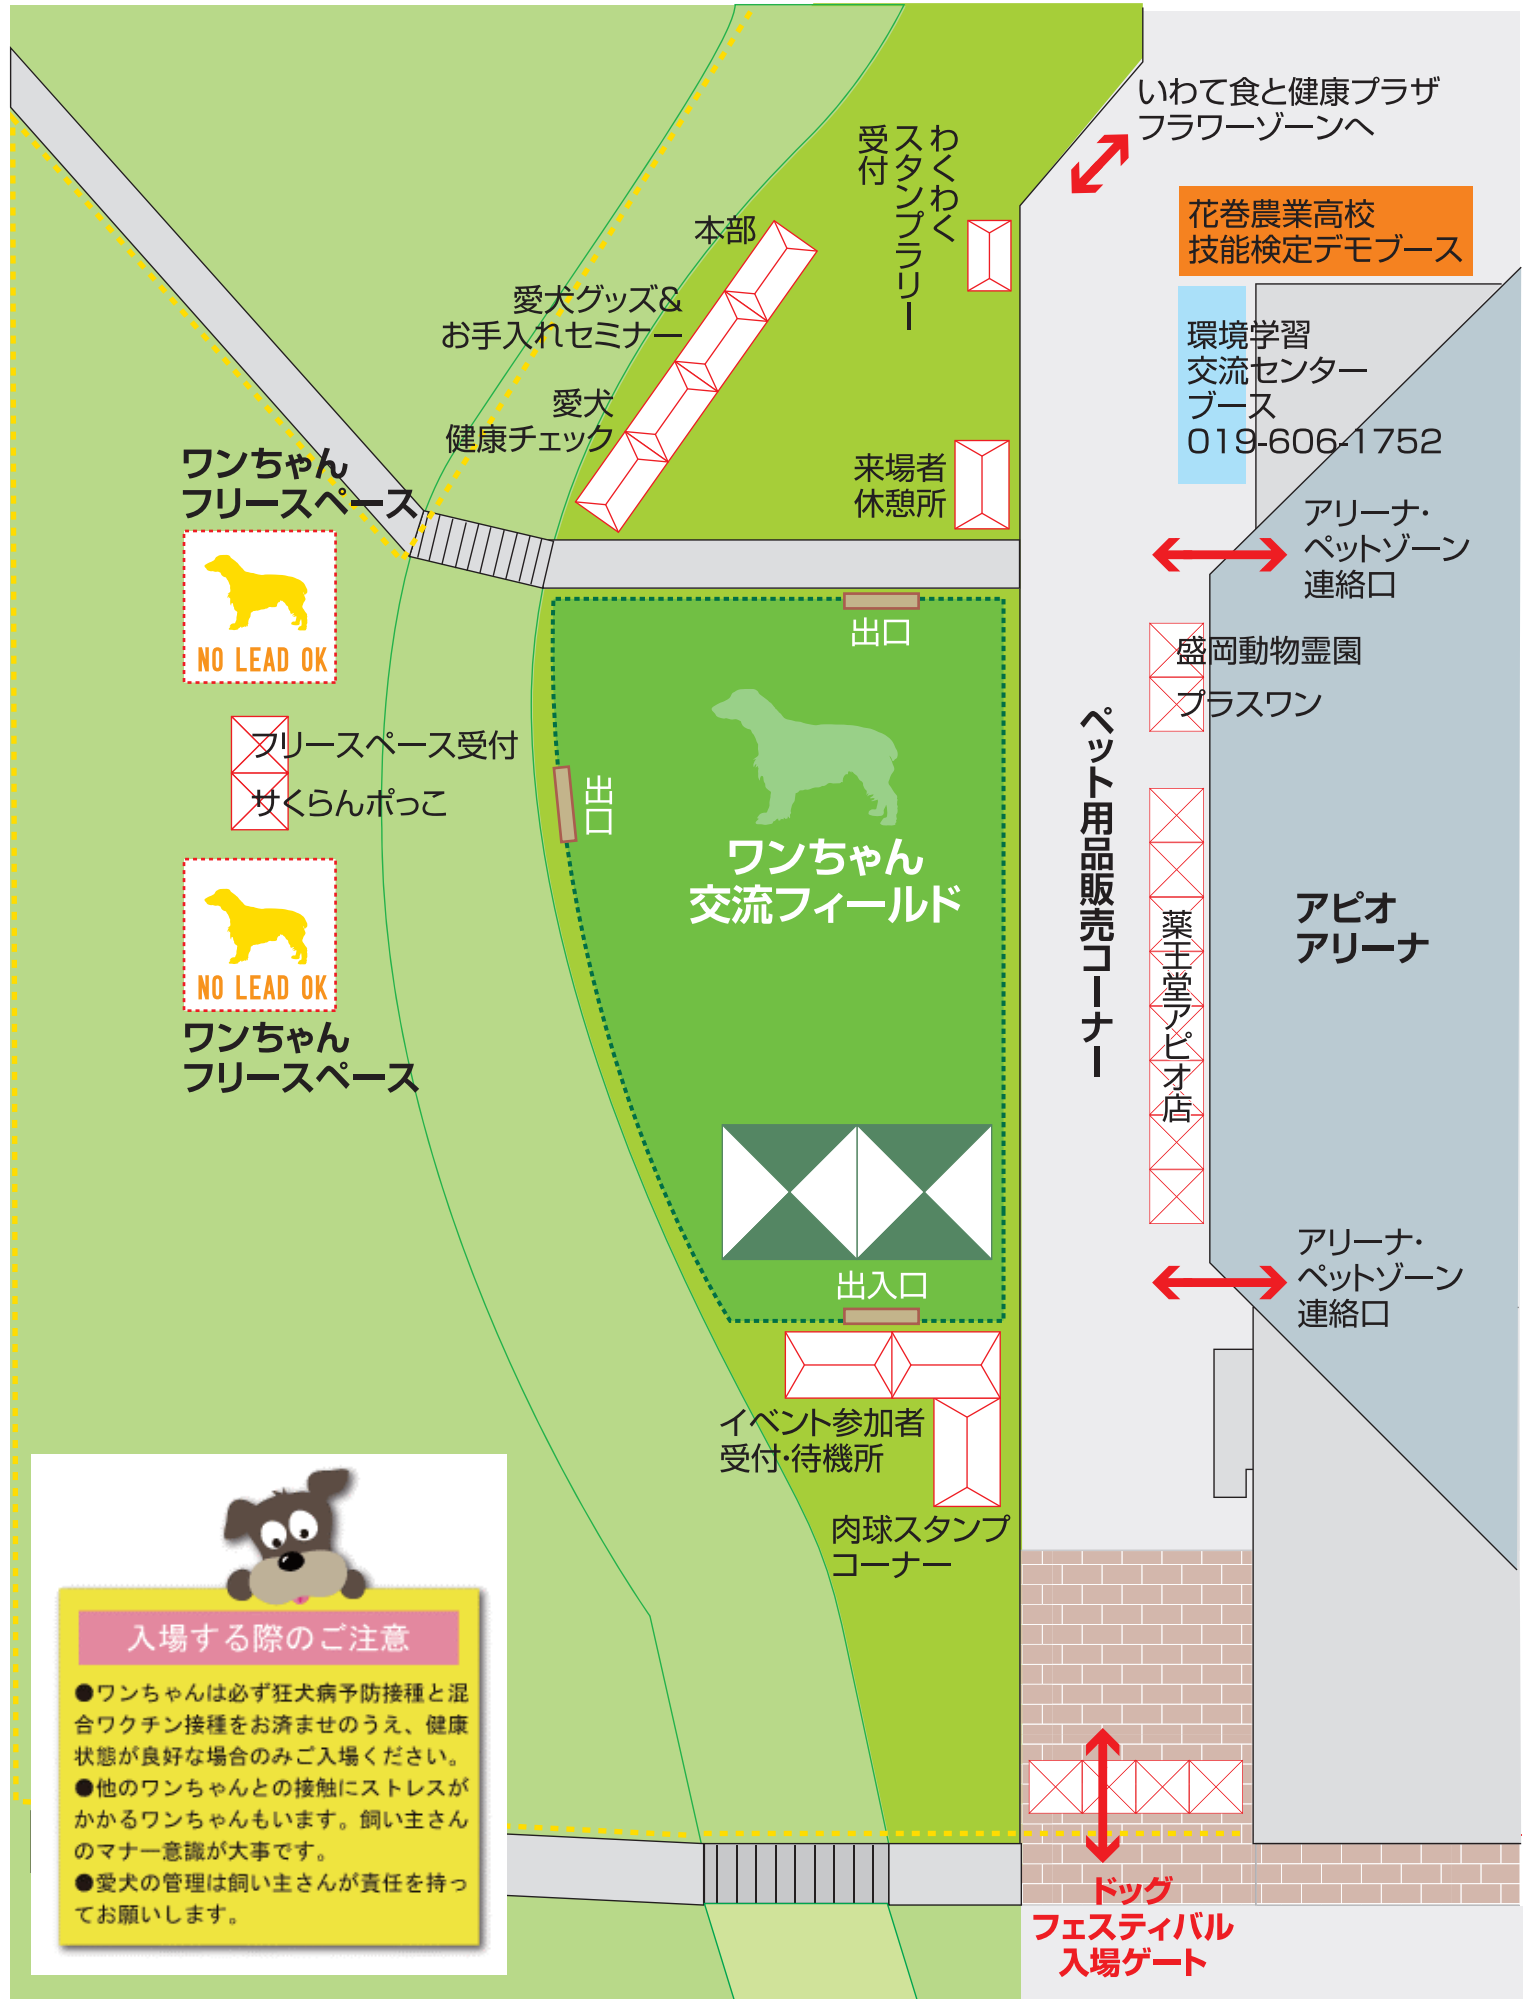 いわて食と健康プラザ
フラワーゾーンへ
わくわく
スタンプラリー
受付
花巻農業高校
技能検定デモブース
本部
愛犬グッズ&
お手入れセミナー
環境学習
交流センター
ブース
019-606-1752
愛犬
健康チェック
来場者
休憩所
ワンちゃん
フリースペース
アリーナ・
ペットゾーン
連絡口
NO LEAD OK
出口
盛岡動物霊園
プラスワン
フリースペース受付
サくらんポっこ
出口
ペット用品販売コーナー
ワンちゃん
交流フィールド
薬王堂アピオ店
アピオ
アリーナ
NO LEAD OK
ワンちゃん
フリースペース
出入口
アリーナ・
ペットゾーン
連絡口
イベント参加者
受付・待機所
肉球スタンプ
コーナー
入場する際のご注意
●ワンちゃんは必ず狂犬病予防接種と混
合ワクチン接種をお済ませのうえ、健康
状態が良好な場合のみご入場ください。
●他のワンちゃんとの接触にストレスが
かかるワンちゃんもいます。飼い主さん
のマナー意識が大事です。
●愛犬の管理は飼い主さんが責任を持っ
てお願いします。
ドッグ
フェスティバル
入場ゲート